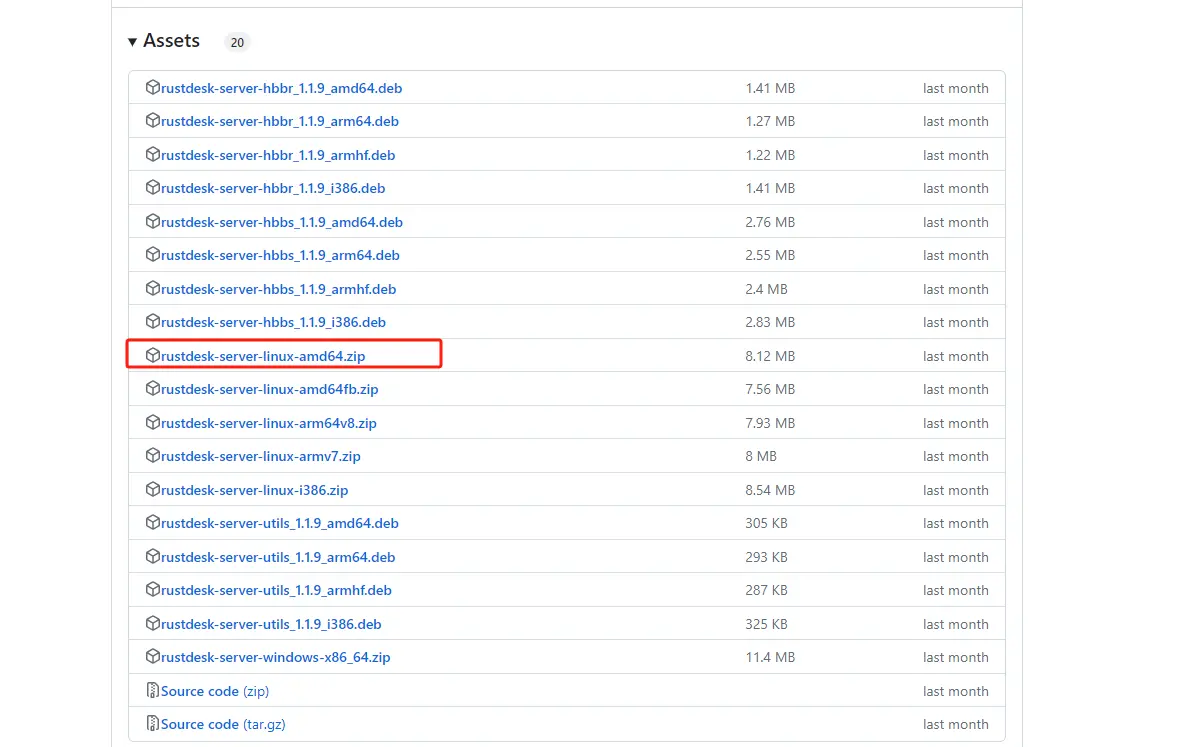 Assets 20
rustdesk-server-hbbr_1.1.9_amd64.deb 1.41 MB last month
rustdesk-server-hbbr_1.1.9_arm64.deb 1.27 MB last month
rustdesk-server-hbbr_1.1.9_armhf.deb 1.22 MB last month
rustdesk-server-hbbr_1.1.9_i386.deb 1.41 MB last month
rustdesk-server-hbbs_1.1.9_amd64.deb 2.76 MB last month
rustdesk-server-hbbs_1.1.9_arm64.deb 2.55 MB last month
rustdesk-server-hbbs_1.1.9_armhf.deb 2.4 MB last month
rustdesk-server-hbbs_1.1.9_i386.deb 2.83 MB last month
rustdesk-server-linux-amd64.zip 8.12 MB last month
rustdesk-server-linux-amd64fb.zip 7.56 MB last month
rustdesk-server-linux-arm64v8.zip 7.93 MB last month
rustdesk-server-linux-armv7.zip 8 MB last month
rustdesk-server-linux-i386.zip 8.54 MB last month
rustdesk-server-utils_1.1.9_amd64.deb 305 KB last month
rustdesk-server-utils_1.1.9_arm64.deb 293 KB last month
rustdesk-server-utils_1.1.9_armhf.deb 287 KB last month
rustdesk-server-utils_1.1.9_i386.deb 325 KB last month
rustdesk-server-windows-x86_64.zip 11.4 MB last month
Source code (zip) last month
Source code (tar.gz) last month